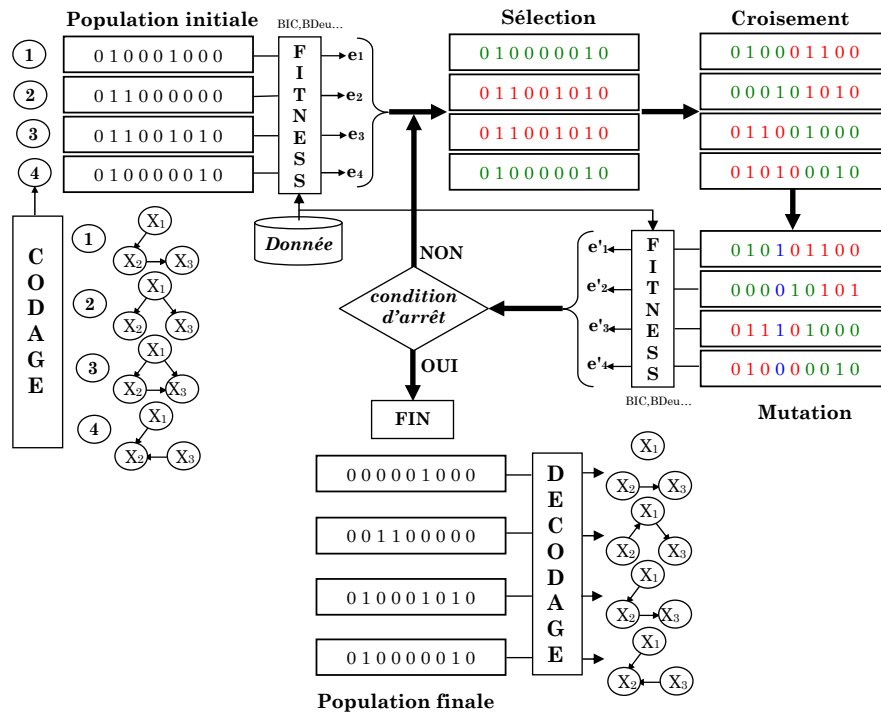 Population initiale
BIC,BDeu...
Sélection
Croisement
1
0 1 0 0 0 1 0 0 0
e1
0 1 0 0 0 0 0 1 0
0 1 0 0 0 1 1 0 0
2
0 1 1 0 0 0 0 0 0
e2
0 1 1 0 0 1 0 1 0
0 0 0 1 0 1 0 1 0
3
0 1 1 0 0 1 0 1 0
e3
0 1 1 0 0 1 0 1 0
0 1 1 0 0 1 0 0 0
4
0 1 0 0 0 0 0 1 0
e4
0 1 0 0 0 0 0 1 0
0 1 0 1 0 0 0 1 0
FITNESS
CODAGE
1
X1
X2
X3
2
X1
X2
X3
3
X1
X2
X3
4
X1
X2
X3
Donnée
NON
condition
d'arrêt
OUI
FIN
e'1
e'2
e'3
e'4
FITNESS
BIC,BDeu...
0 1 0 1 0 1 1 0 0
0 0 0 0 1 0 1 0 1
0 1 1 1 0 1 0 0 0
0 1 0 0 0 0 0 1 0
Mutation
0 0 0 0 0 1 0 0 0
0 0 1 1 0 0 0 0 0
0 1 0 0 0 1 0 1 0
0 1 0 0 0 0 0 1 0
DECODAGE
X1
X2
X3
X1
X2
X3
X1
X2
X3
X1
X2
X3
Population finale